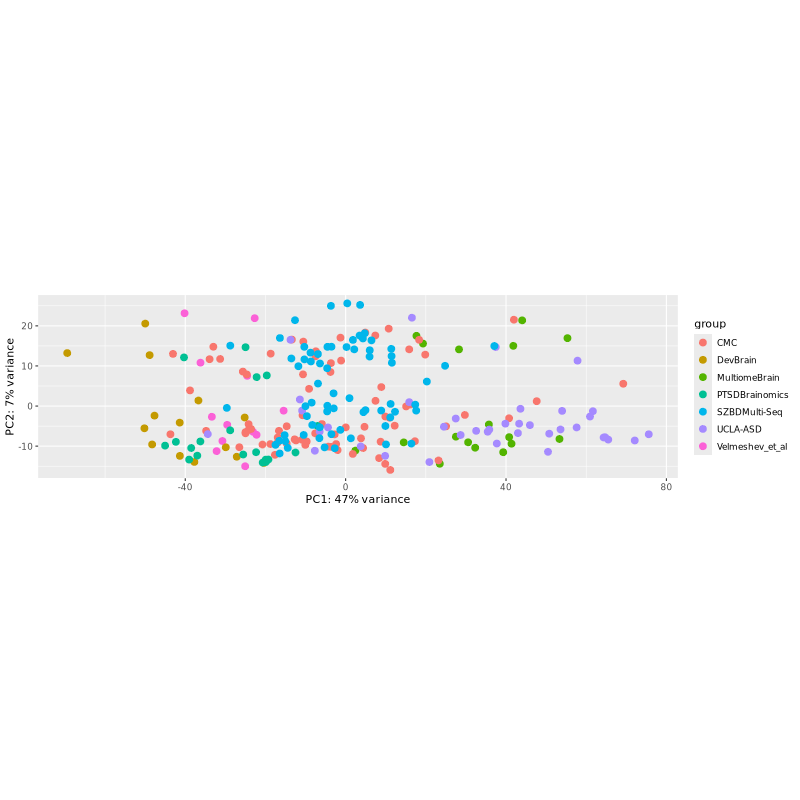 PC2: 7% variance
20
10
0
-10
-40
0
40
80
PC1: 47% variance
group
CMC
DevBrain
MultiomeBrain
PTSDBrainomics
SZBDMulti-Seq
UCLA-ASD
Velmeshev_et_al